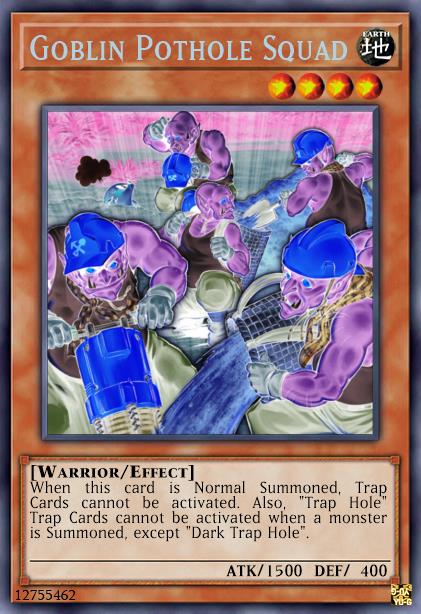 GOBLIN POTHOLE SQUAD
EARTH
地
[WARRIOR/EFFECT]
When this card is Normal Summoned, Trap
Cards cannot be activated. Also, "Trap Hole"
Trap Cards cannot be activated when a monster
is Summoned, except "Dark Trap Hole".
ATK/1500 DEF/ 400
12755462